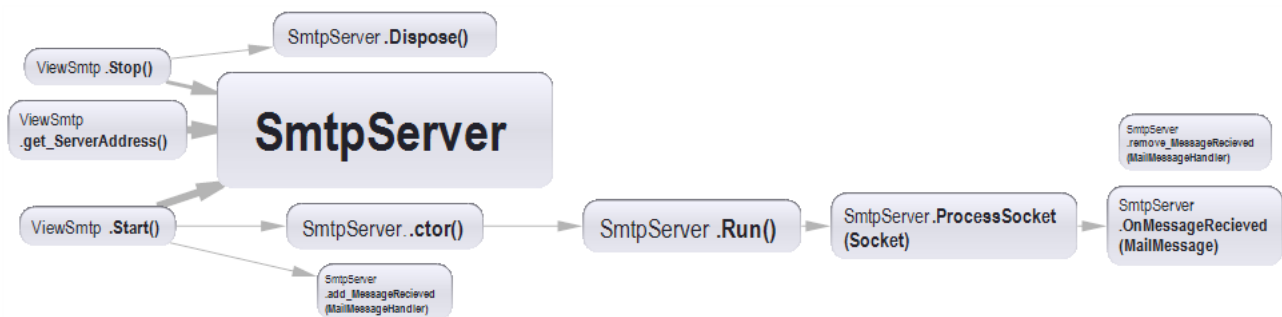 SmtpServer .Dispose()
ViewSmtp .Stop()
SmtpServer
ViewSmtp
.get_ServerAddress()
SmtpServer
.remove_MessageRecieved
(MailMessageHandler)
ViewSmtp .Start()
SmtpServer. .ctor()
SmtpServer .Run()
SmtpServer .ProcessSocket
(Socket)
SmtpServer
.OnMessageRecieved
(MailMessage)
SmtpServer
.add_MessageRecieved
(MailMessageHandler)